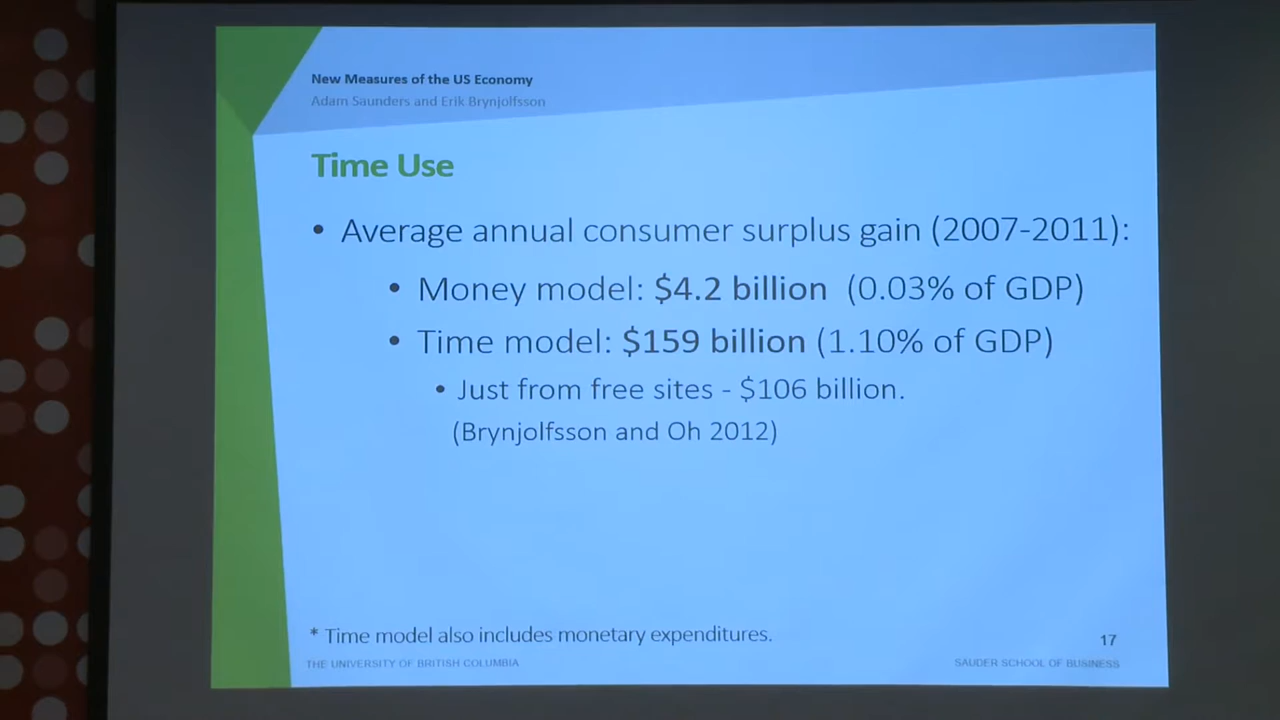 New Measures of the US Economy
Adam Saunders and Erik Brynjolfsson
Time Use
• Average annual consumer surplus gain (2007-2011):
• Money model: $4.2 billion (0.03% of GDP)
• Time model: $159 billion (1.10% of GDP)
• Just from free sites - $106 billion.
(Brynjolfsson and Oh 2012)
* Time model also includes monetary expenditures.
17
THE UNIVERSITY OF BRITISH COLUMBIA
SAUDER SCHOOL OF BUSINESS